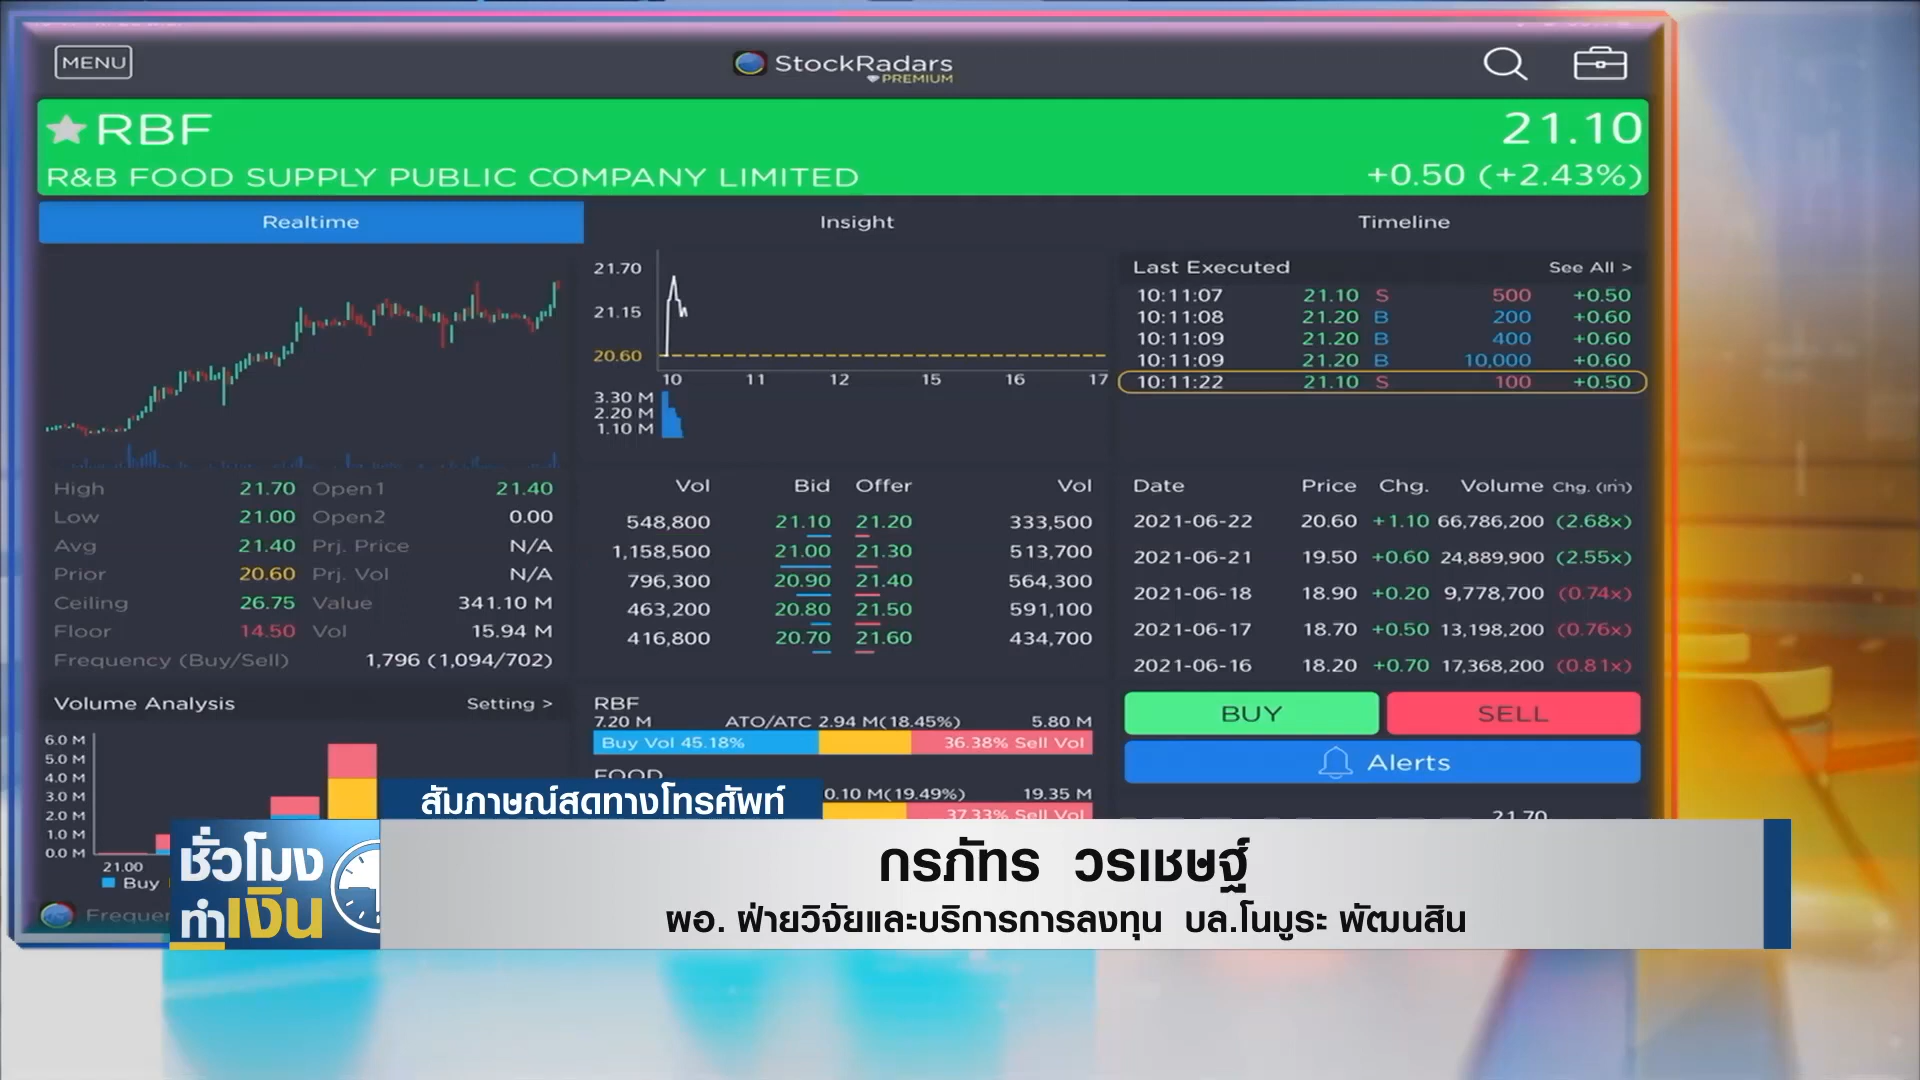 MENU
StockRadars
PREMIUM
RBF
21.10
R&B FOOD SUPPLY PUBLIC COMPANY LIMITED
+0.50 (+2.43%)
Realtime
Insight
Timeline
21.70
21.15
20.60
10 11 12 15 16 17
3.30 M
2.20 M
1.10 M
Last Executed See All >
10:11:07 21.10 S 500 +0.50
10:11:08 21.20 B 200 +0.60
10:11:09 21.20 B 400 +0.60
10:11:09 21.20 B 10,000 +0.60
10:11:22 21.10 S 100 +0.50
High 21.70 Open1 21.40
Low 21.00 Open2 0.00
Avg 21.40 Prj. Price N/A
Prior 20.60 Prj. Vol N/A
Ceiling 26.75 Value 341.10 M
Floor 14.50 Vol 15.94 M
Frequency (Buy/Sell) 1,796 (1,094/702)
Vol Bid Offer Vol
548,800 21.10 21.20 333,500
1,158,500 21.00 21.30 513,700
796,300 20.90 21.40 564,300
463,200 20.80 21.50 591,100
416,800 20.70 21.60 434,700
Date Price Chg. Volume Chg. (เท่า)
2021-06-22 20.60 +1.10 66,786,200 (2.68x)
2021-06-21 19.50 +0.60 24,889,900 (2.55x)
2021-06-18 18.90 +0.20 9,778,700 (0.74x)
2021-06-17 18.70 +0.50 13,198,200 (0.76x)
2021-06-16 18.20 +0.70 17,368,200 (0.81x)
Volume Analysis Setting >
6.0 M
5.0 M
4.0 M
3.0 M
2.0 M
1.0 M
0.0 M
21.00
Buy
RBF
7.20 M ATO/ATC 2.94 M(18.45%) 5.80 M
Buy Vol 45.18% 36.38% Sell Vol
FOOD
0.10 M(19.49%) 19.35 M
37.33% Sell Vol
BUY
SELL
Alerts
21.70
สัมภาษณ์สดทางโทรศัพท์
ชั่วโมง
ทำเงิน
กรภัทร วรเชษฐ์
ผอ. ฝ่ายวิจัยและบริการการลงทุน บล.โนมูระ พัฒนสิน